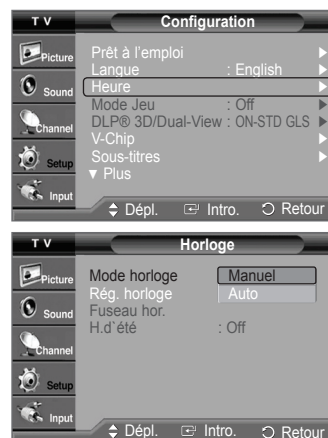 T V
Configuration
Picture
Sound
Channel
Setup
Input
Prêt à l'emploi
Langue : English
Heure
Mode Jeu : Off
DLP® 3D/Dual-View : ON-STD GLS
V-Chip
Sous-titres
▼ Plus
Dépl. Intro. Retour
T V
Horloge
Picture
Sound
Channel
Setup
Input
Mode horloge Manuel
Rég. horloge Auto
Fuseau hor.
H.d`été : Off
Dépl. Intro. Retour